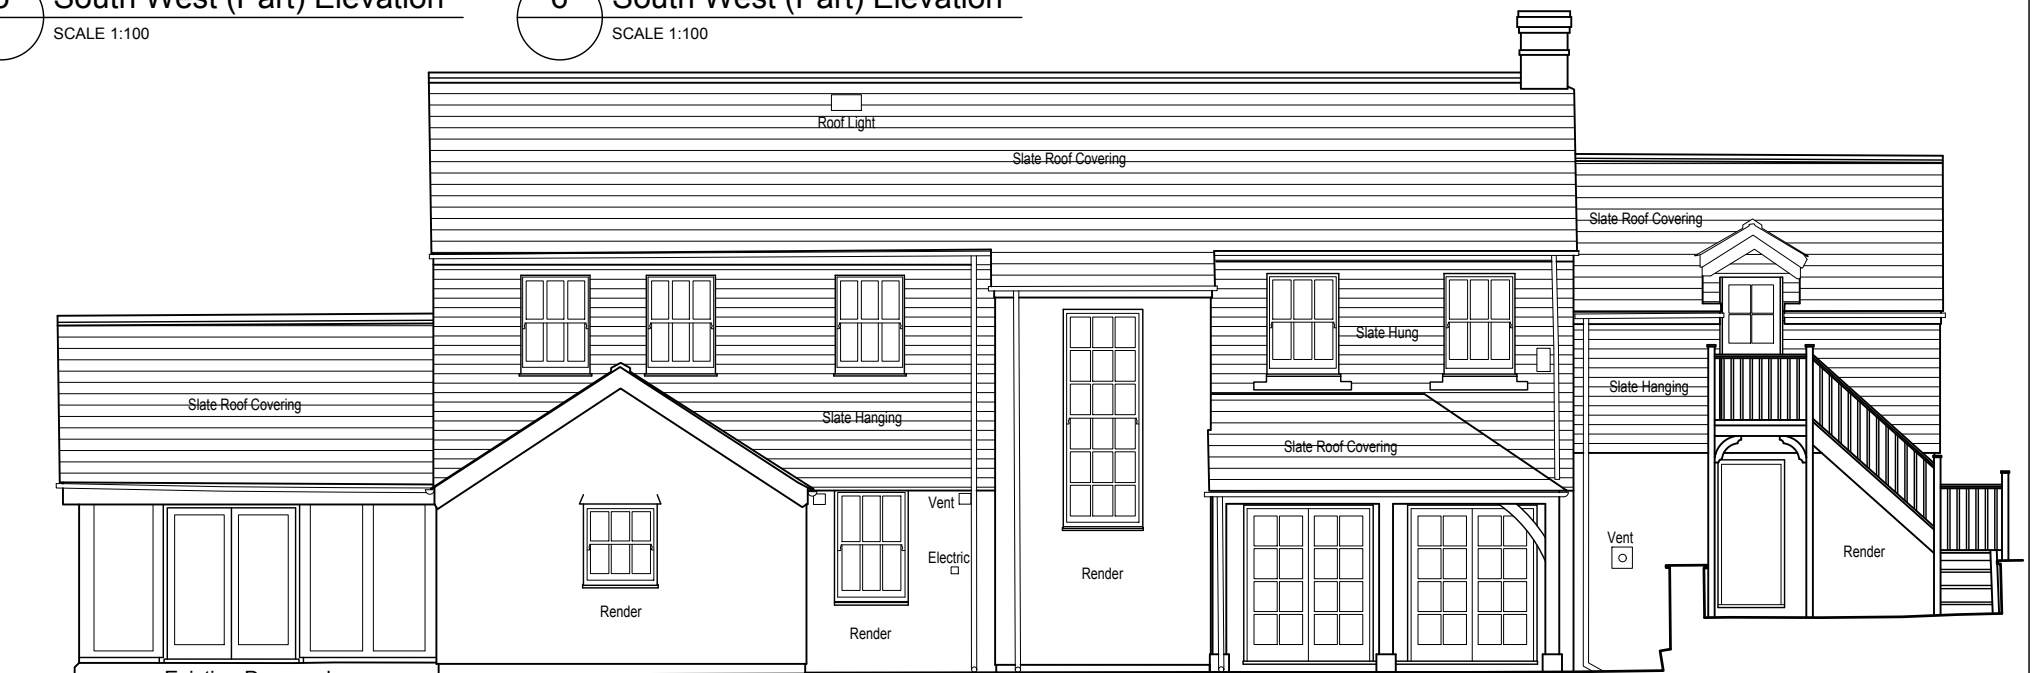 South West (Part) Elevation
SCALE 1:100
6 South West (Part) Elevation
SCALE 1:100
Roof Light
Slate Roof Covering
Slate Roof Covering
Slate Hung
Slate Hanging
Slate Roof Covering
Slate Hanging
Slate Roof Covering
Vent
Electric
Vent
Render
Render
Render
Render